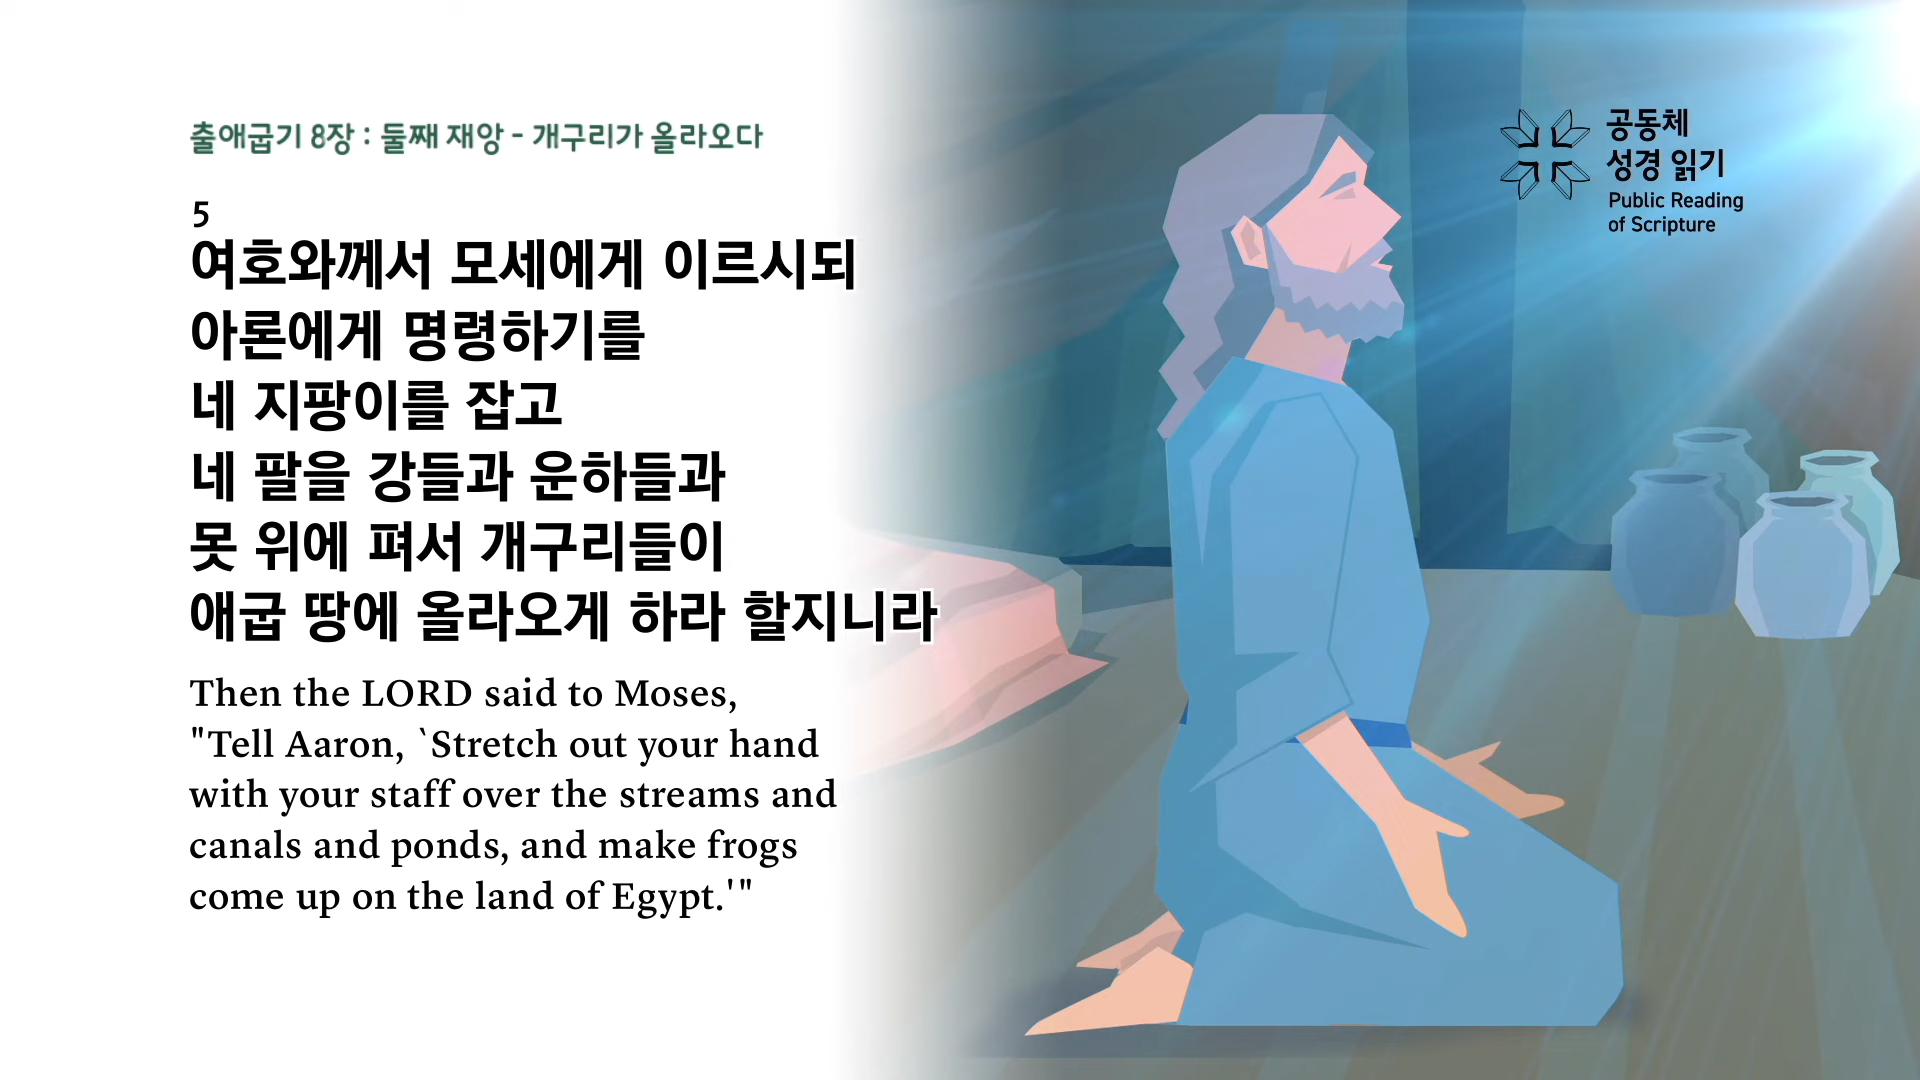 출애굽기 8장 : 둘째 재앙 - 개구리가 올라오다
공동체
성경 읽기
Public Reading
of Scripture
5
여호와께서 모세에게 이르시되
아론에게 명령하기를
네 지팡이를 잡고
네 팔을 강들과 운하들과
못 위에 펴서 개구리들이
애굽 땅에 올라오게 하라 할지니라
Then the LORD said to Moses,
"Tell Aaron, `Stretch out your hand
with your staff over the streams and
canals and ponds, and make frogs
come up on the land of Egypt.'"